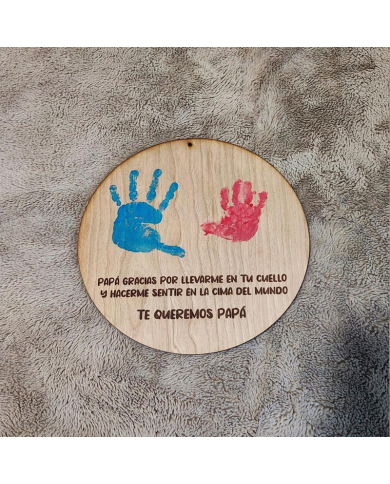 PAPÁ GRACIAS POR LLEVARME EN TU CUELLO
Y HACERME SENTIR EN LA CIMA DEL MUNDO
TE QUEREMOS PAPÁ